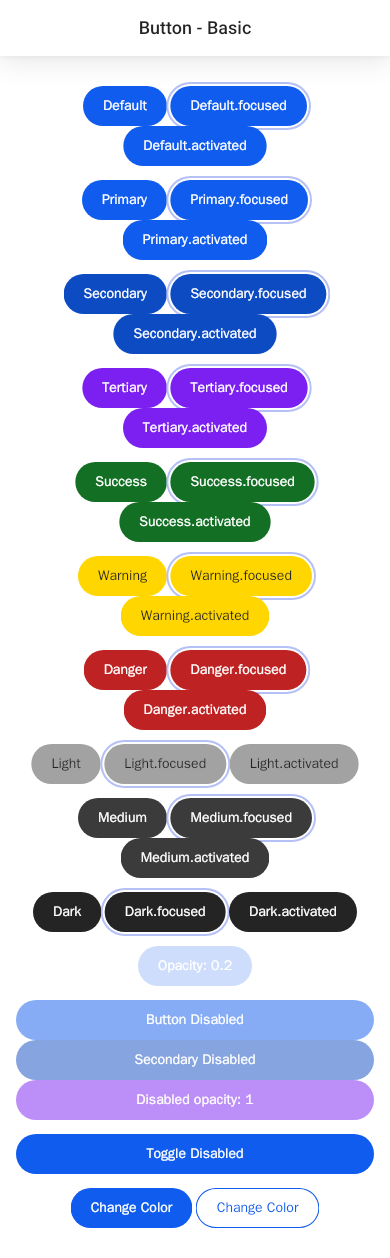 Button - Basic
Default Default.focused
Default.activated
Primary Primary.focused
Primary.activated
Secondary Secondary.focused
Secondary.activated
Tertiary Tertiary.focused
Tertiary.activated
Success Success.focused
Success.activated
Warning Warning.focused
Warning.activated
Danger Danger.focused
Danger.activated
Light Light.focused Light.activated
Medium Medium.focused
Medium.activated
Dark Dark.focused Dark.activated
Opacity: 0.2
Button Disabled
Secondary Disabled
Disabled opacity: 1
Toggle Disabled
Change Color Change Color